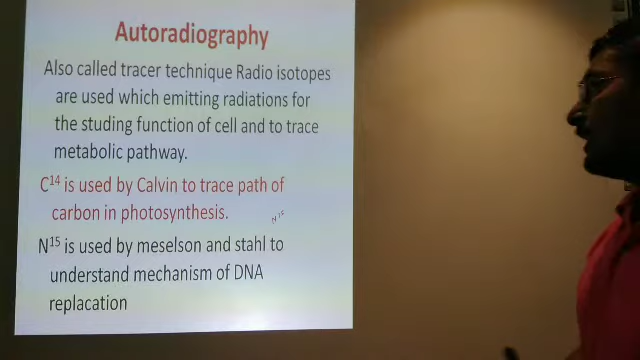 Autoradiography
Also called tracer technique Radio isotopes
are used which emitting radiations for
the studing function of cell and to trace
metabolic pathway.
C¹⁴ is used by Calvin to trace path of
carbon in photosynthesis.
N¹⁵
N¹⁵ is used by meselson and stahl to
understand mechanism of DNA
replacation